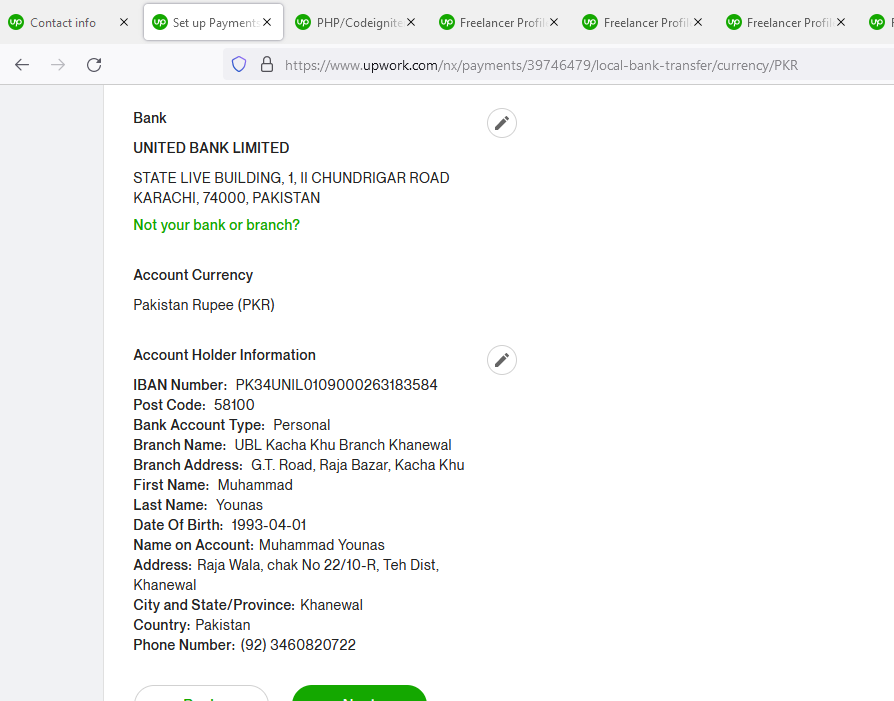 Contact info
Set up Payments
PHP/Codeignite
Freelancer Profil
Freelancer Profil
Freelancer Profil
https://www.upwork.com/nx/payments/39746479/local-bank-transfer/currency/PKR
Bank
UNITED BANK LIMITED
STATE LIVE BUILDING, 1, II CHUNDRIGAR ROAD
KARACHI, 74000, PAKISTAN
Not your bank or branch?
Account Currency
Pakistan Rupee (PKR)
Account Holder Information
IBAN Number: PK34UNIL0109000263183584
Post Code: 58100
Bank Account Type: Personal
Branch Name: UBL Kacha Khu Branch Khanewal
Branch Address: G.T. Road, Raja Bazar, Kacha Khu
First Name: Muhammad
Last Name: Younas
Date Of Birth: 1993-04-01
Name on Account: Muhammad Younas
Address: Raja Wala, chak No 22/10-R, Teh Dist,
Khanewal
City and State/Province: Khanewal
Country: Pakistan
Phone Number: (92) 3460820722